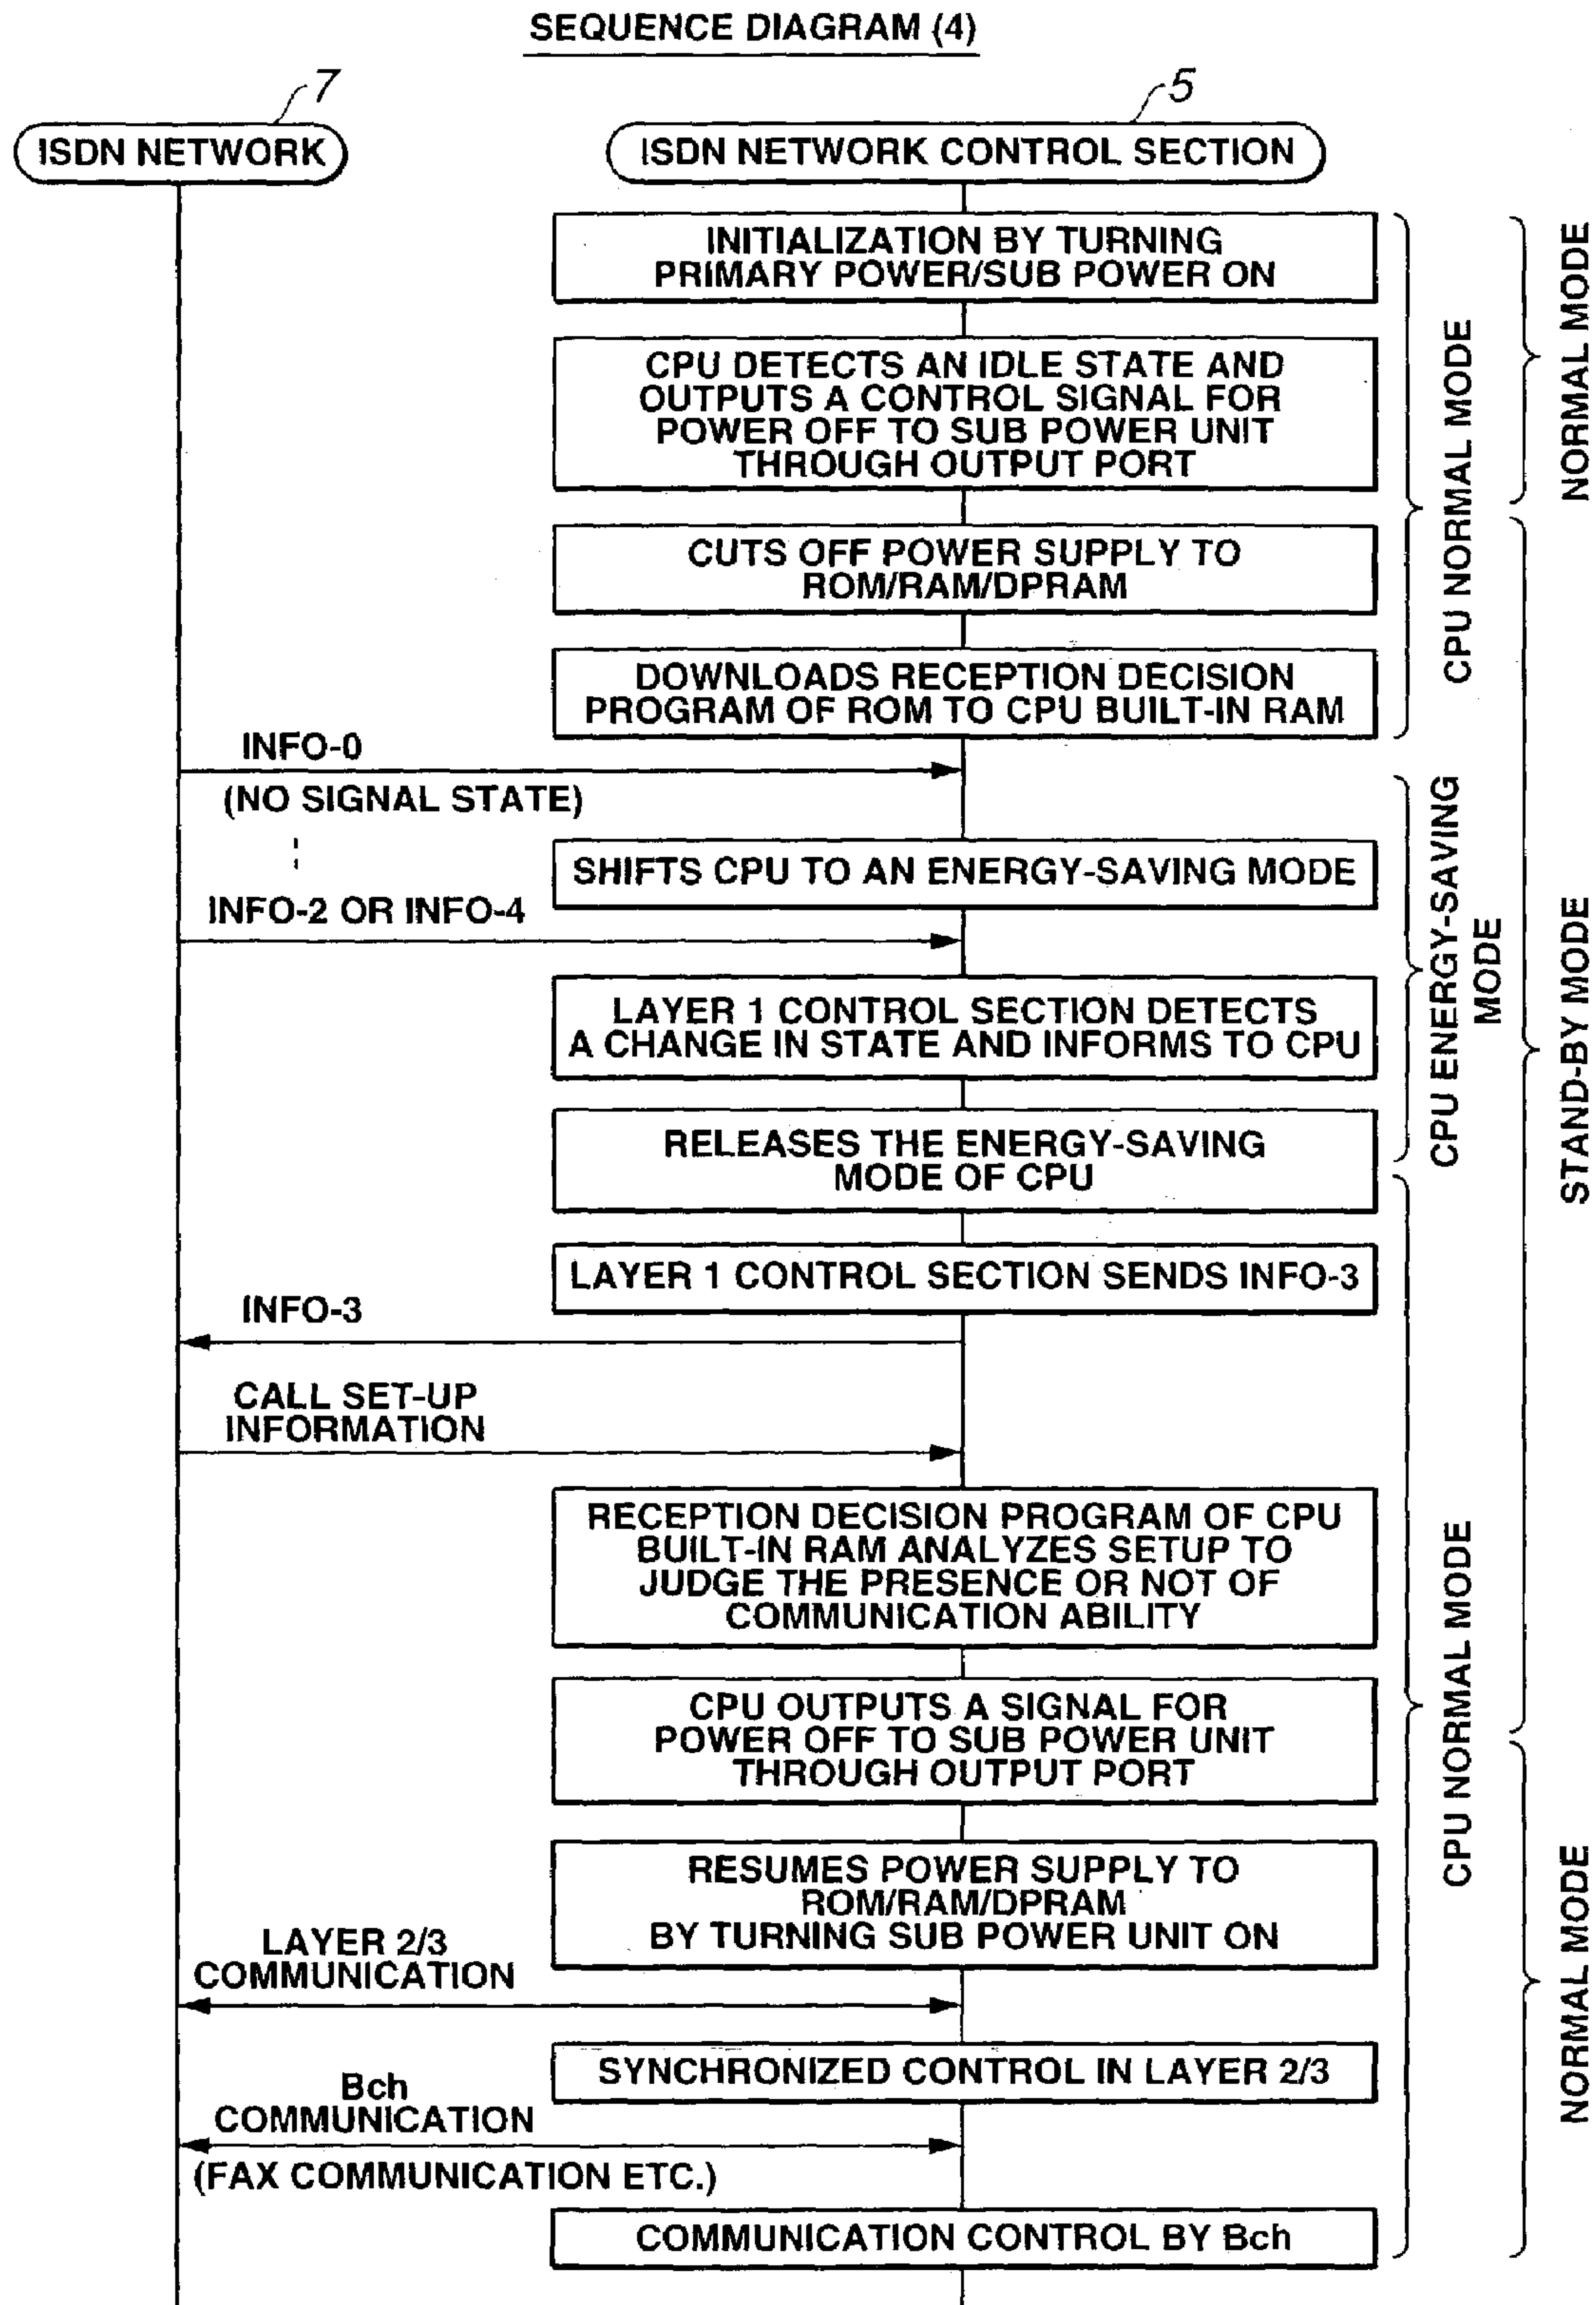 SEQUENCE DIAGRAM (4)
7
5
ISDN NETWORK
ISDN NETWORK CONTROL SECTION
INITIALIZATION BY TURNING
PRIMARY POWER/SUB POWER ON
CPU DETECTS AN IDLE STATE AND
OUTPUTS A CONTROL SIGNAL FOR
POWER OFF TO SUB POWER UNIT
THROUGH OUTPUT PORT
CUTS OFF POWER SUPPLY TO
ROM/RAM/DPRAM
DOWNLOADS RECEPTION DECISION
PROGRAM OF ROM TO CPU BUILT-IN RAM
CPU NORMAL MODE
NORMAL MODE
INFO-0
(NO SIGNAL STATE)
SHIFTS CPU TO AN ENERGY-SAVING MODE
INFO-2 OR INFO-4
LAYER 1 CONTROL SECTION DETECTS
A CHANGE IN STATE AND INFORMS TO CPU
RELEASES THE ENERGY-SAVING
MODE OF CPU
CPU ENERGY-SAVING
MODE
STAND-BY MODE
LAYER 1 CONTROL SECTION SENDS INFO-3
INFO-3
CALL SET-UP
INFORMATION
RECEPTION DECISION PROGRAM OF CPU
BUILT-IN RAM ANALYZES SETUP TO
JUDGE THE PRESENCE OR NOT OF
COMMUNICATION ABILITY
CPU OUTPUTS A SIGNAL FOR
POWER OFF TO SUB POWER UNIT
THROUGH OUTPUT PORT
RESUMES POWER SUPPLY TO
ROM/RAM/DPRAM
BY TURNING SUB POWER UNIT ON
CPU NORMAL MODE
NORMAL MODE
LAYER 2/3
COMMUNICATION
SYNCHRONIZED CONTROL IN LAYER 2/3
Bch
COMMUNICATION
(FAX COMMUNICATION ETC.)
COMMUNICATION CONTROL BY Bch